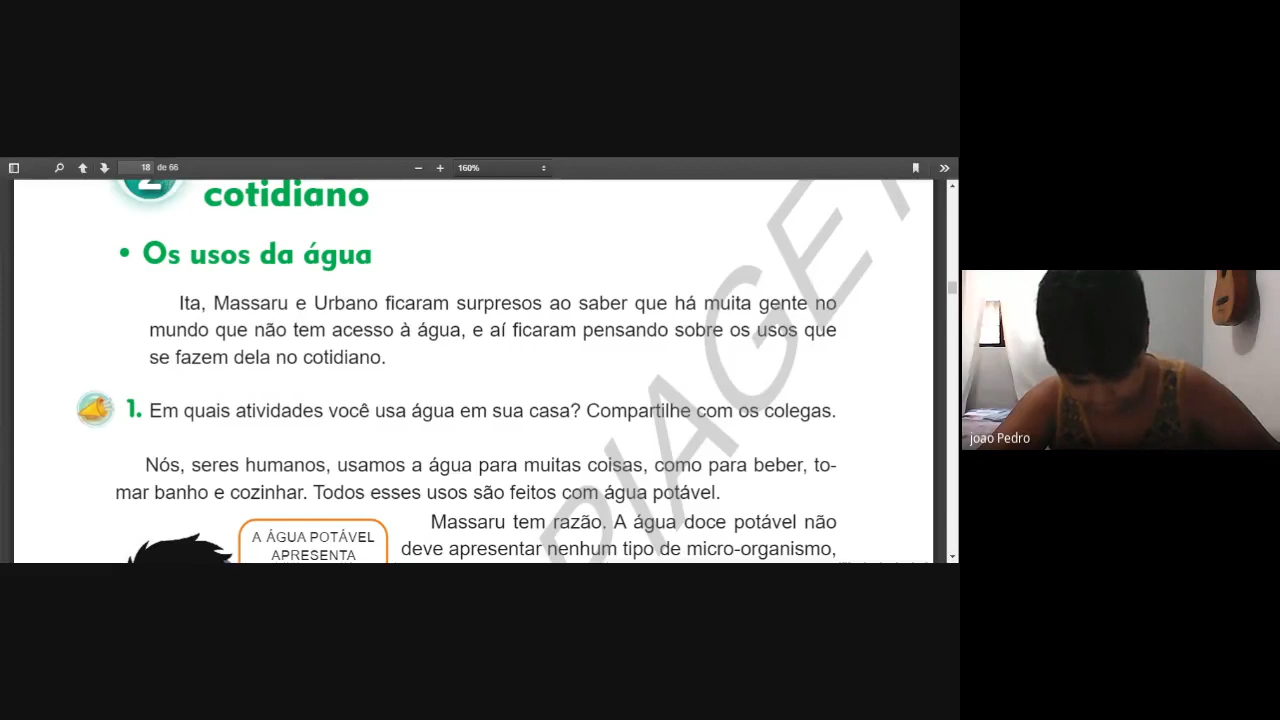 18 de 66
160%
2
cotidiano
• Os usos da água
Ita, Massaru e Urbano ficaram surpresos ao saber que há muita gente no
mundo que não tem acesso à água, e aí ficaram pensando sobre os usos que
se fazem dela no cotidiano.
1. Em quais atividades você usa água em sua casa? Compartilhe com os colegas.
Nós, seres humanos, usamos a água para muitas coisas, como para beber, to-
mar banho e cozinhar. Todos esses usos são feitos com água potável.
A ÁGUA POTÁVEL
APRESENTA
Massaru tem razão. A água doce potável não
deve apresentar nenhum tipo de micro-organismo,
PIAGET
joao Pedro